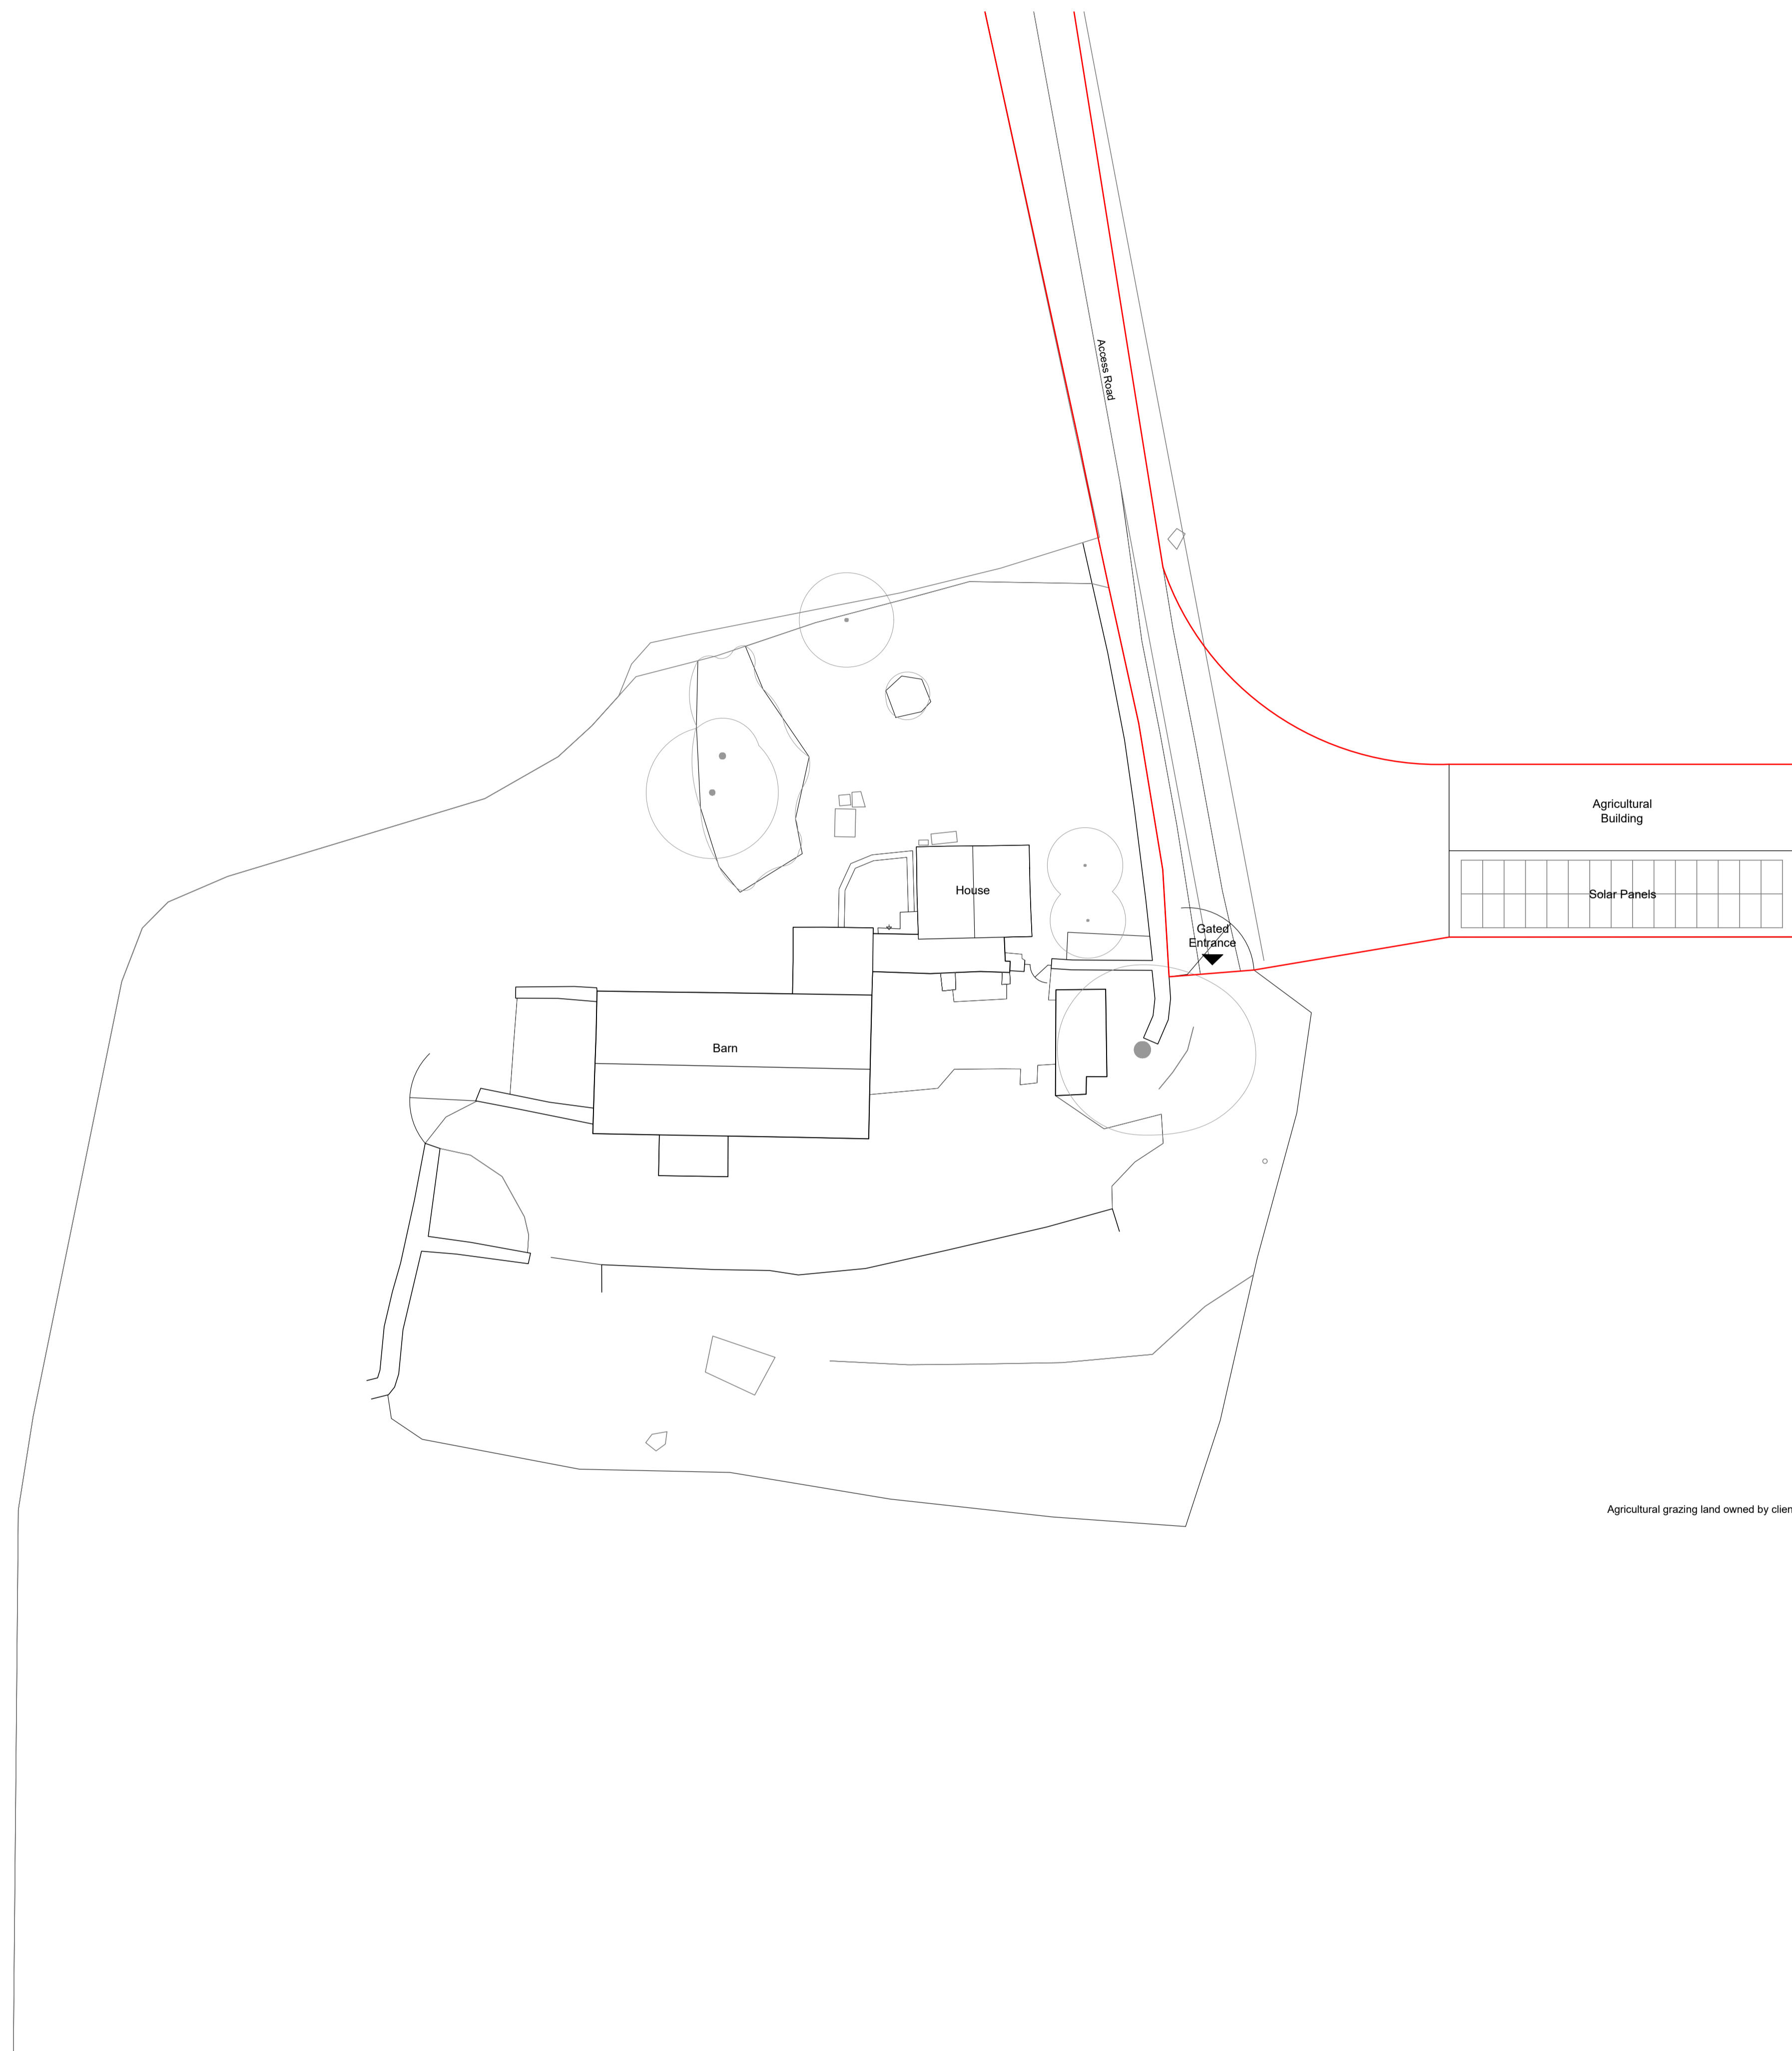 Access Road
Agricultural
Building
House
Solar Panels
Gated
Entrance
Barn
Agricultural grazing land owned by clien